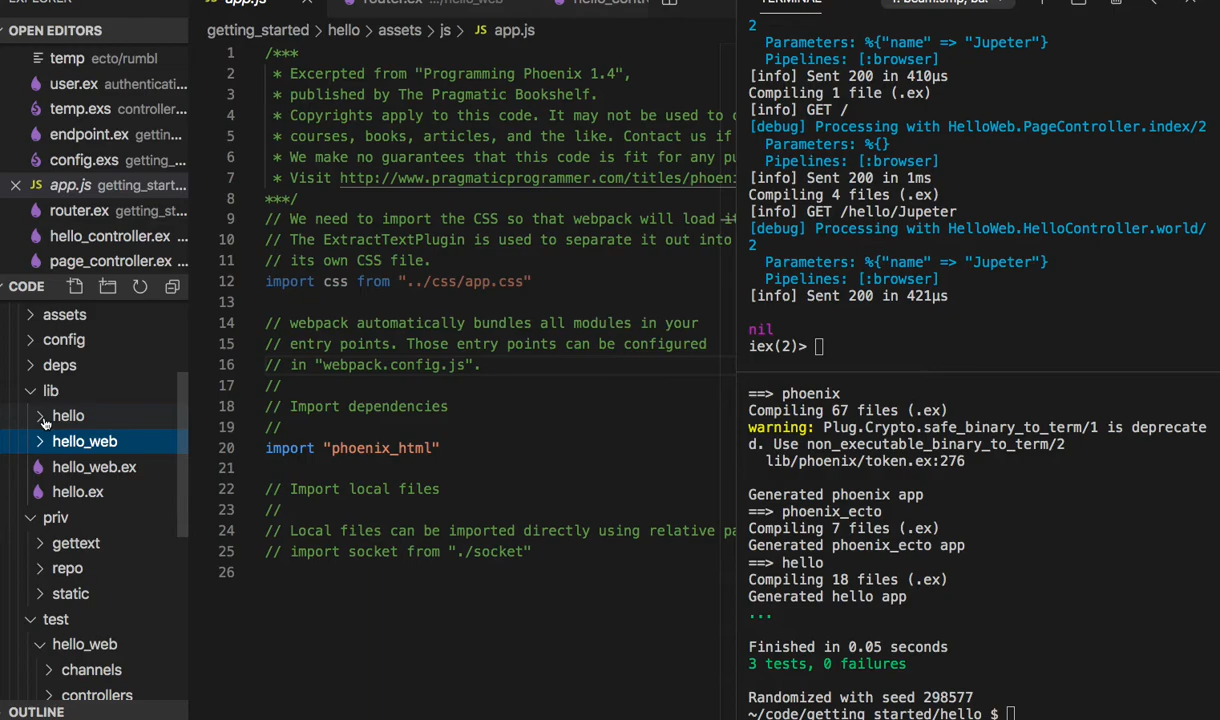 EXPLORER
OPEN EDITORS
temp ecto/rumbl
user.ex authenticati...
temp.exs controller...
endpoint.ex gettin...
config.exs getting_...
JS app.js getting_start...
router.ex getting_st...
hello_controller.ex ...
page_controller.ex ...
CODE
assets
config
deps
lib
hello
hello_web
hello_web.ex
hello.ex
priv
gettext
repo
static
test
hello_web
channels
controllers
OUTLINE
app.js
router.ex .../hello_web
getting_started > hello > assets > js > JS app.js
1 /***
2 * Excerpted from "Programming Phoenix 1.4",
3 * published by The Pragmatic Bookshelf.
4 * Copyrights apply to this code. It may not be used to
5 * courses, books, articles, and the like. Contact us if
6 * We make no guarantees that this code is fit for any pu
7 * Visit http://www.pragmaticprogrammer.com/titles/phoeni
8 ***/
9 // We need to import the CSS so that webpack will load it
10 // The ExtractTextPlugin is used to separate it out into
11 // its own CSS file.
12 import css from "../css/app.css"
13
14 // webpack automatically bundles all modules in your
15 // entry points. Those entry points can be configured
16 // in "webpack.config.js".
17 //
18 // Import dependencies
19 //
20 import "phoenix_html"
21
22 // Import local files
23 //
24 // Local files can be imported directly using relative pa
25 // import socket from "./socket"
26
TERMINAL
2
Parameters: %{"name" => "Jupeter"}
Pipelines: [:browser]
[info] Sent 200 in 410µs
Compiling 1 file (.ex)
[info] GET /
[debug] Processing with HelloWeb.PageController.index/2
Parameters: %{}
Pipelines: [:browser]
[info] Sent 200 in 1ms
Compiling 4 files (.ex)
[info] GET /hello/Jupeter
[debug] Processing with HelloWeb.HelloController.world/
2
Parameters: %{"name" => "Jupeter"}
Pipelines: [:browser]
[info] Sent 200 in 421µs
nil
iex(2)>
==> phoenix
Compiling 67 files (.ex)
warning: Plug.Crypto.safe_binary_to_term/1 is deprecate
d. Use non_executable_binary_to_term/2
lib/phoenix/token.ex:276
Generated phoenix app
==> phoenix_ecto
Compiling 7 files (.ex)
Generated phoenix_ecto app
==> hello
Compiling 18 files (.ex)
Generated hello app
...
Finished in 0.05 seconds
3 tests, 0 failures
Randomized with seed 298577
~/code/getting_started/hello $